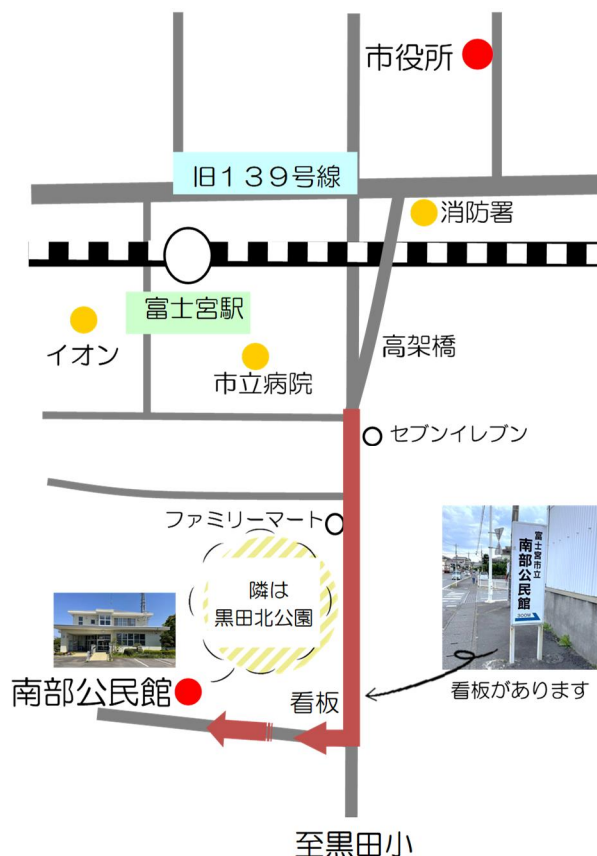 市役所
旧139号線
消防署
富士宮駅
イオン
市立病院
高架橋
セブンイレブン
ファミリーマート
隣は
黒田北公園
富士宮市立
南部公民館
300M
南部公民館
看板
看板があります
至黒田小